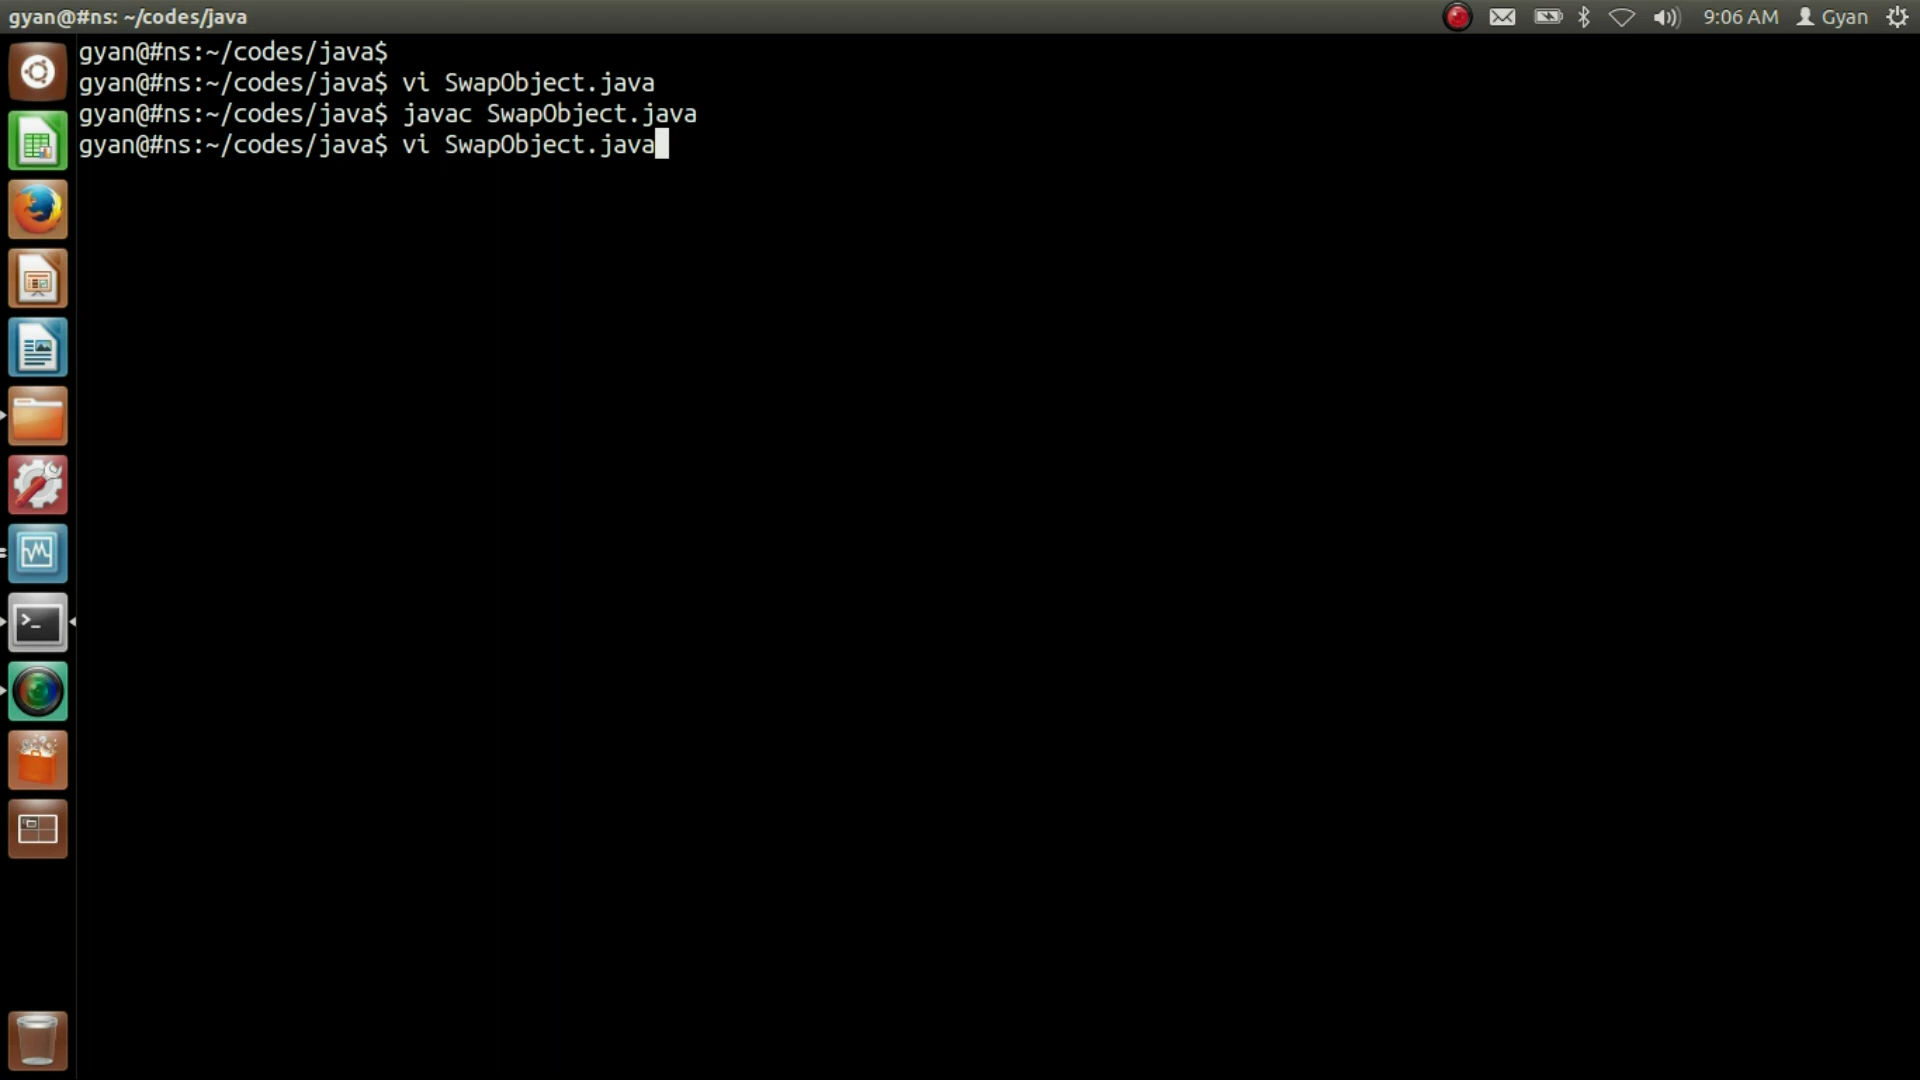 gyan@#ns: ~/codes/java
9:06 AM
Gyan
gyan@#ns:~/codes/java$
gyan@#ns:~/codes/java$ vi SwapObject.java
gyan@#ns:~/codes/java$ javac SwapObject.java
gyan@#ns:~/codes/java$ vi SwapObject.java